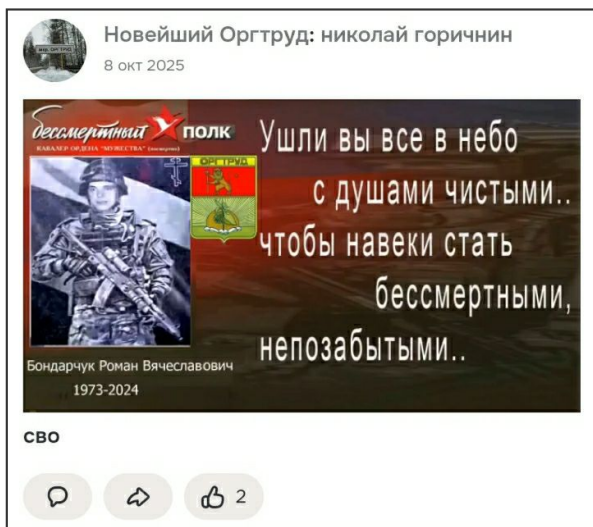 Новейший Оргтруд: николай горичнин
8 окт 2025
бессмертный полк
КАВАЛЕР ОРДЕНА "МУЖЕСТВА" (посмертно)
ОРГТРУД
Ушли вы все в небо
с душами чистыми..
чтобы навеки стать
бессмертными,
непозабытыми..
Бондарчук Роман Вячеславович
1973-2024
СВО
2